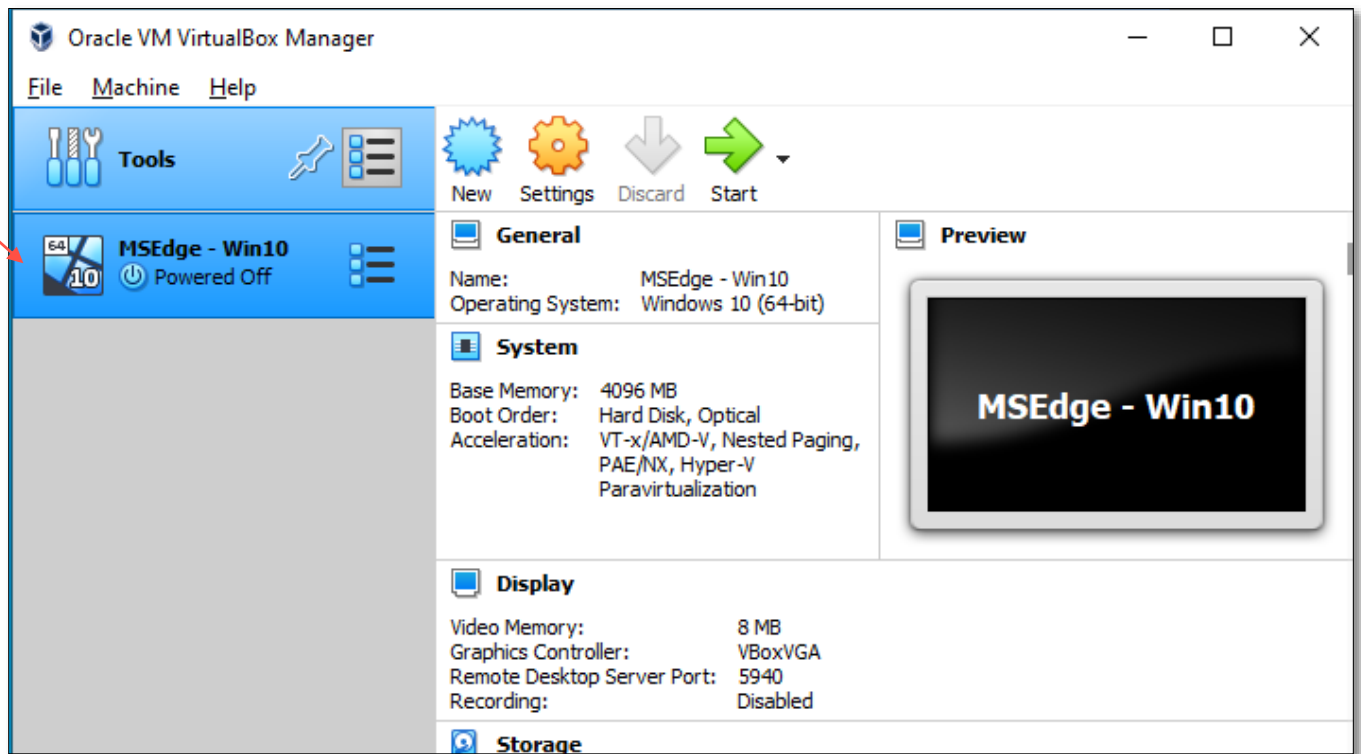 Oracle VM VirtualBox Manager
File Machine Help
Tools
New Settings Discard Start
MSEdge - Win10
Powered Off
64
10
General
Name: MSEdge - Win10
Operating System: Windows 10 (64-bit)
System
Base Memory: 4096 MB
Boot Order: Hard Disk, Optical
Acceleration: VT-x/AMD-V, Nested Paging,
PAE/NX, Hyper-V
Paravirtualization
Preview
MSEdge - Win10
Display
Video Memory: 8 MB
Graphics Controller: VBoxVGA
Remote Desktop Server Port: 5940
Recording: Disabled
Storage